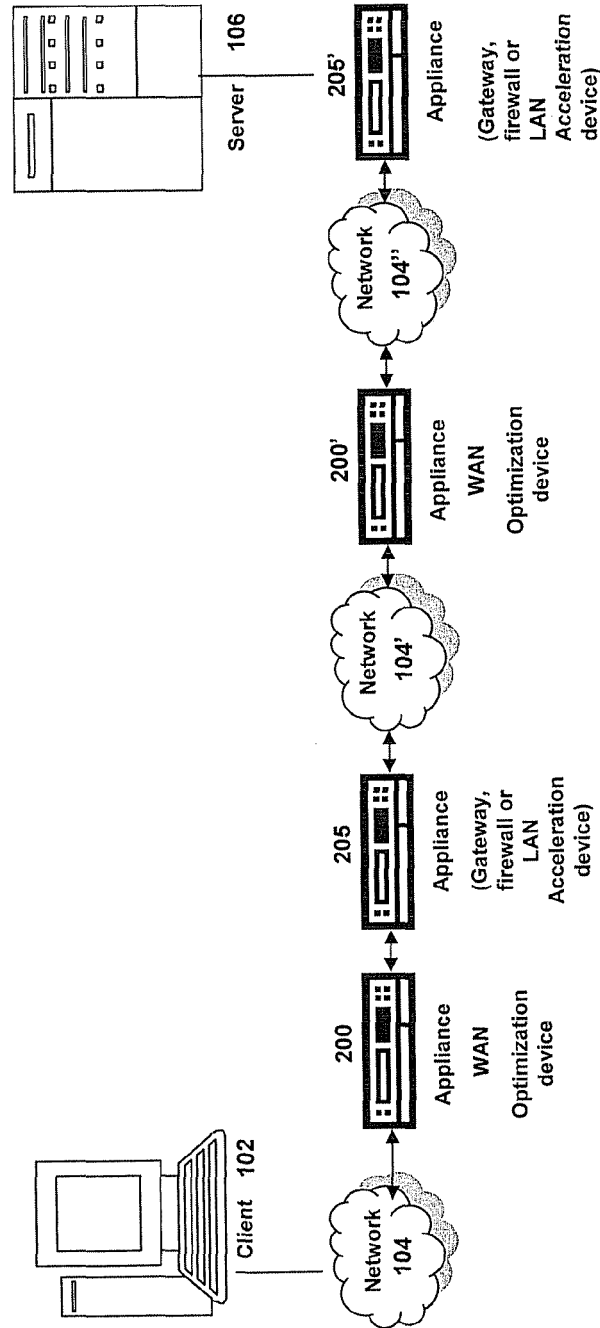 Client 102
Network
104
200
Appliance
WAN
Optimization
device
205
Appliance
(Gateway,
firewall or
LAN
Acceleration
device)
Network
104'
200'
Appliance
WAN
Optimization
device
Network
104''
Server 106
205'
Appliance
(Gateway,
firewall or
LAN
Acceleration
device)